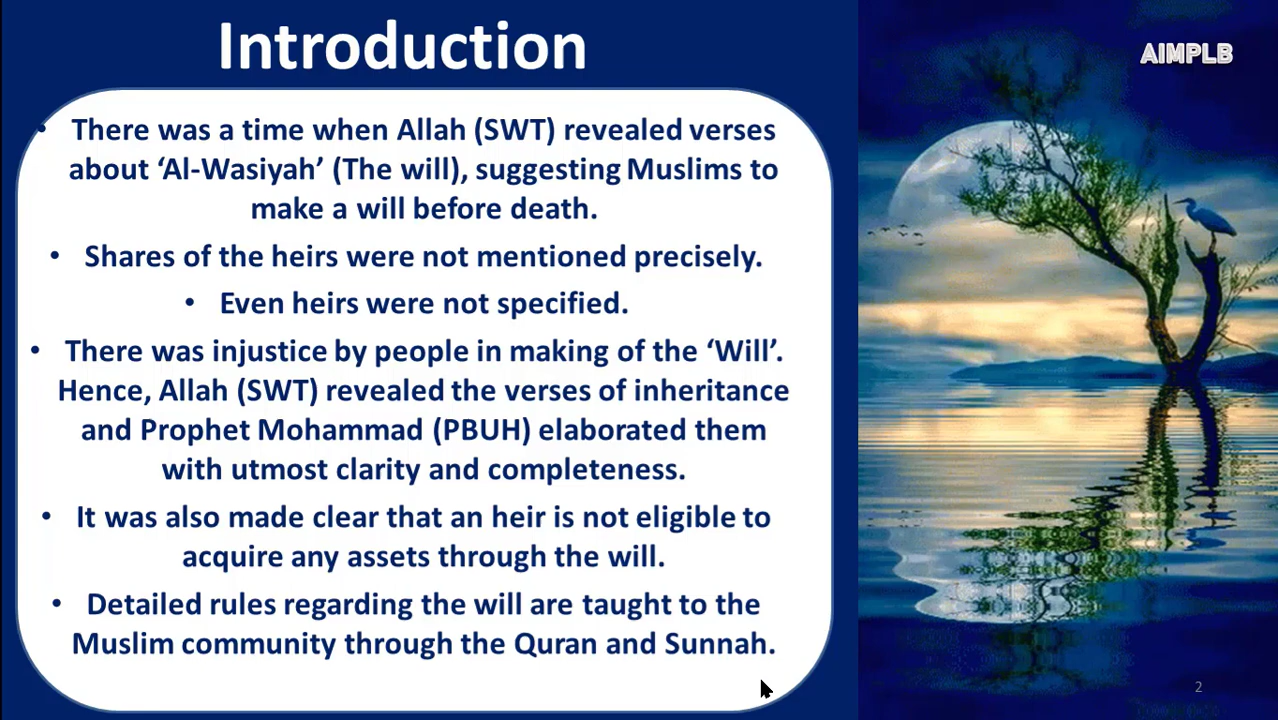 Introduction
AIMPLB
• There was a time when Allah (SWT) revealed verses
about ‘Al-Wasiyah’ (The will), suggesting Muslims to
make a will before death.
• Shares of the heirs were not mentioned precisely.
• Even heirs were not specified.
• There was injustice by people in making of the ‘Will’.
Hence, Allah (SWT) revealed the verses of inheritance
and Prophet Mohammad (PBUH) elaborated them
with utmost clarity and completeness.
• It was also made clear that an heir is not eligible to
acquire any assets through the will.
• Detailed rules regarding the will are taught to the
Muslim community through the Quran and Sunnah.
2